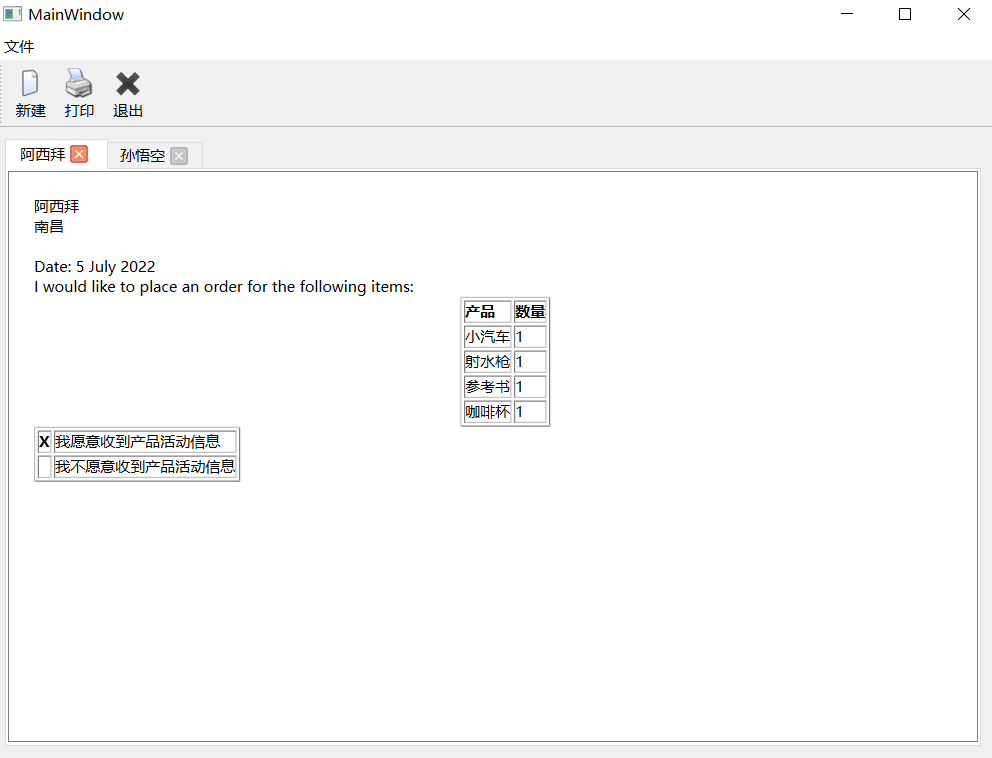 MainWindow
文件
新建 打印 退出
阿西拜 孙悟空
阿西拜
南昌
Date: 5 July 2022
I would like to place an order for the following items:
产品 数量
小汽车 1
射水枪 1
参考书 1
咖啡杯 1
X 我愿意收到产品活动信息
我不愿意收到产品活动信息